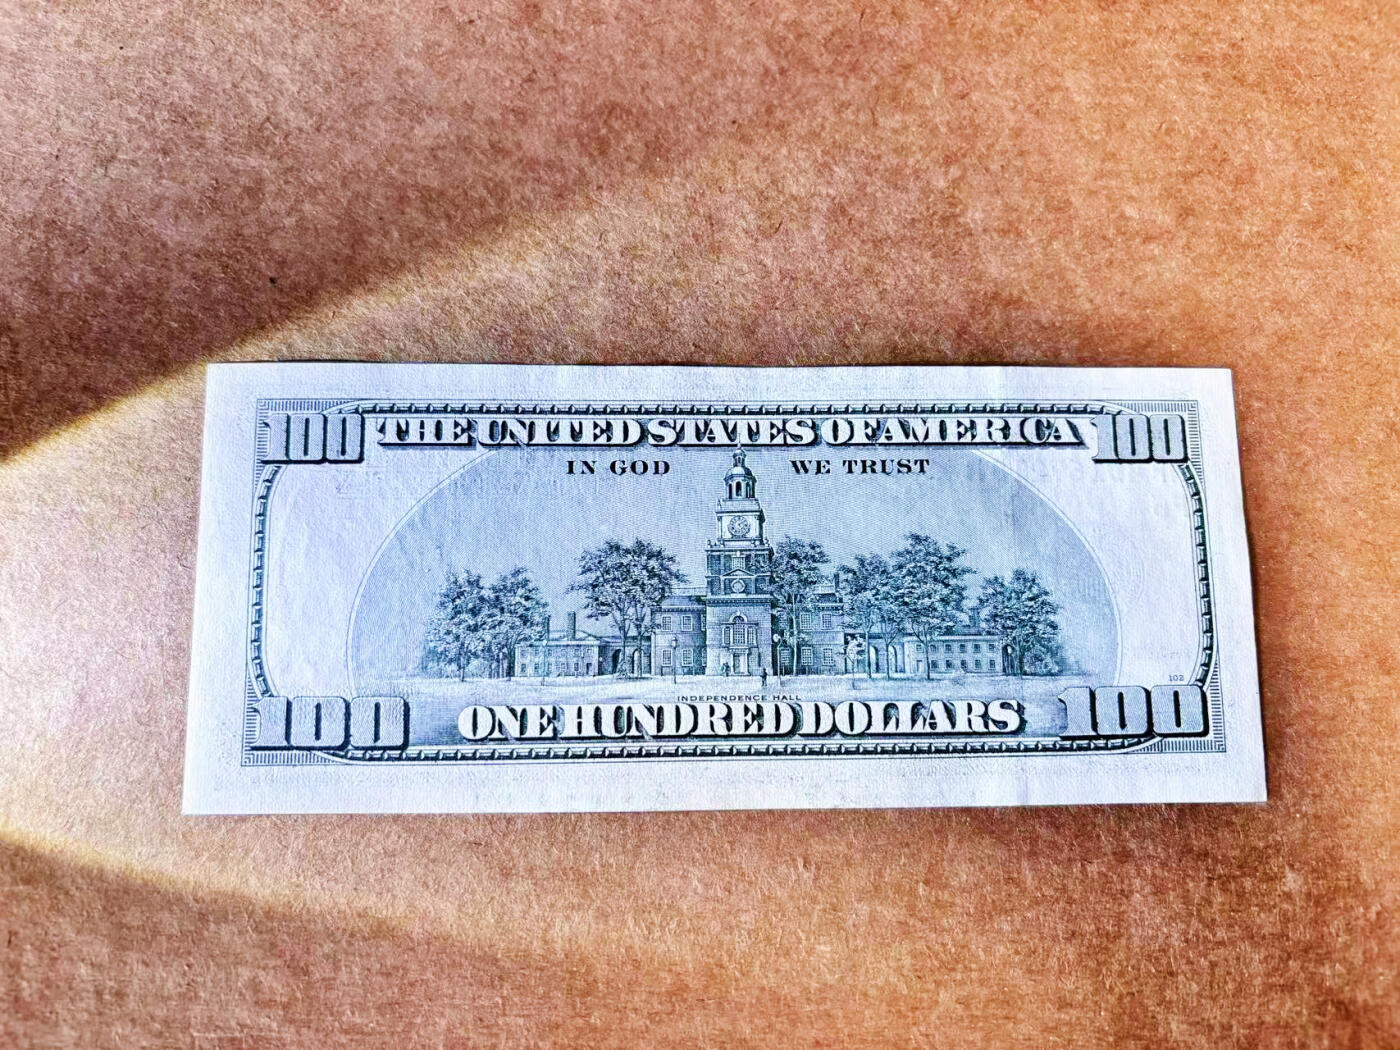 100 THE UNITED STATES OF AMERICA 100
IN GOD WE TRUST
102
INDEPENDENCE HALL
100 ONE HUNDRED DOLLARS 100